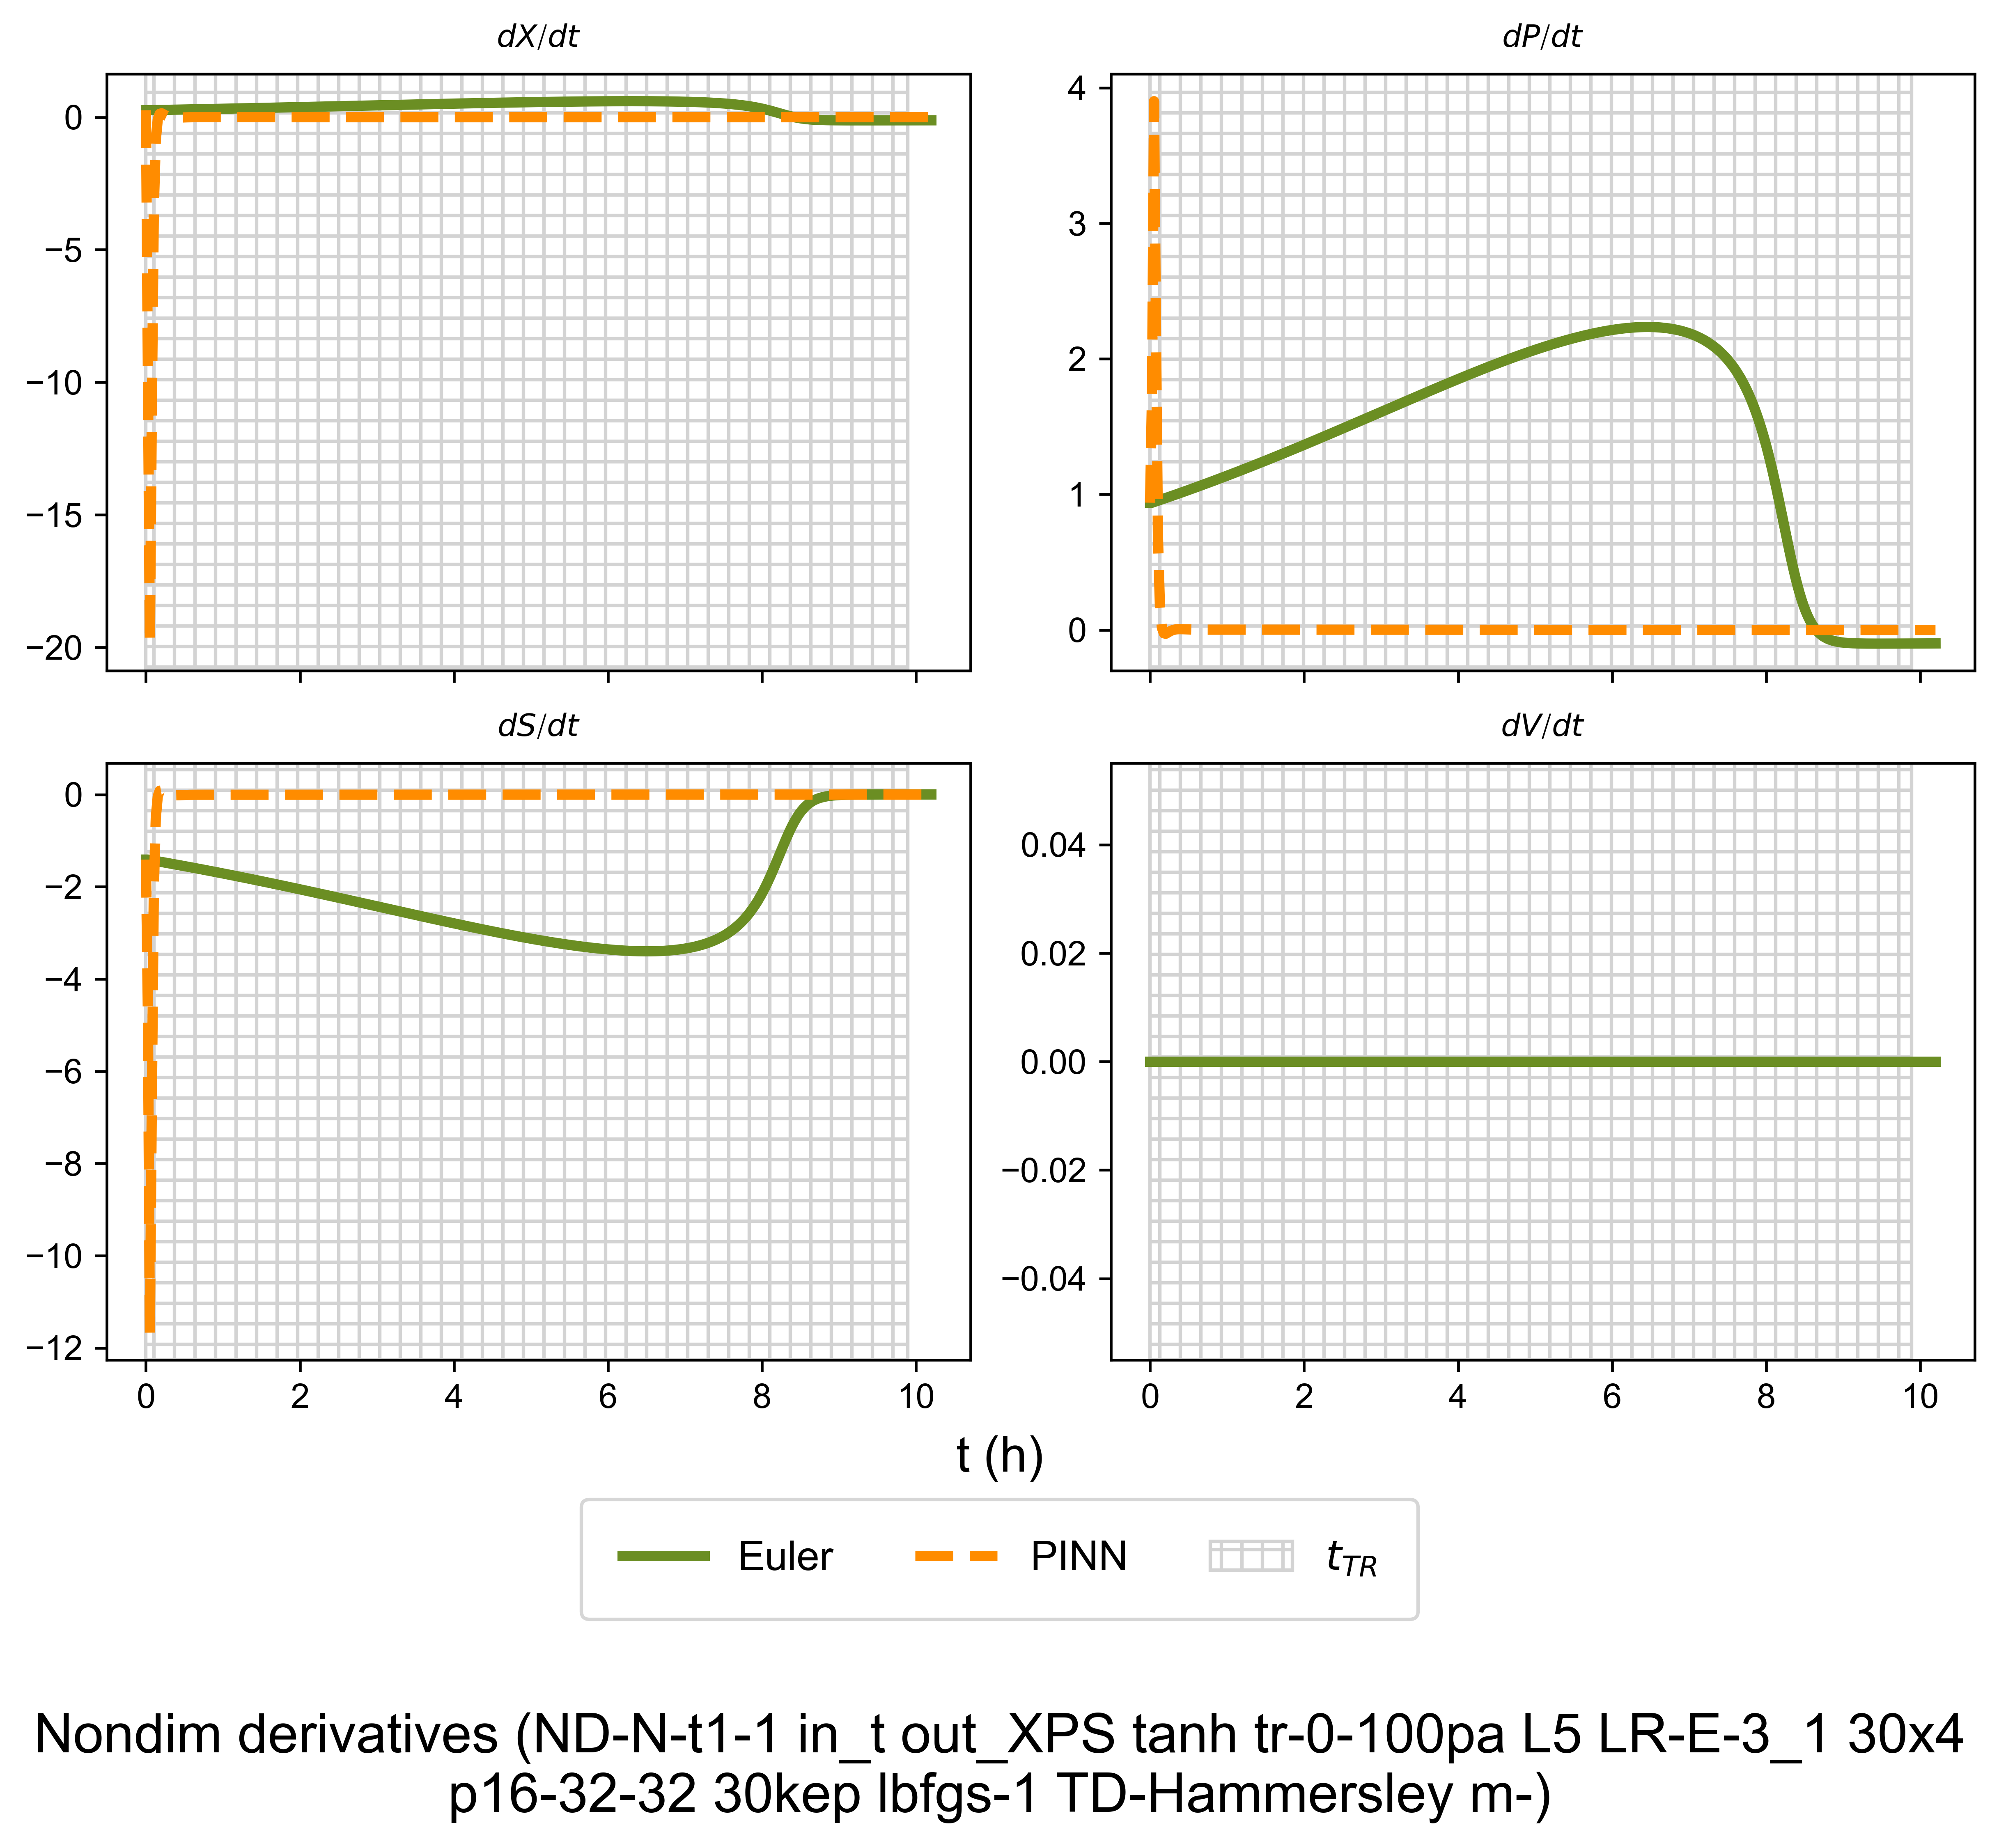 dX/dt
dP/dt
0
−5
−10
−15
−20
4
3
2
1
0
dS/dt
dV/dt
0
−2
−4
−6
−8
−10
−12
0.04
0.02
0.00
−0.02
−0.04
0 2 4 6 8 10
0 2 4 6 8 10
t (h)
Euler PINN t_TR
Nondim derivatives (ND-N-t1-1 in_t out_XPS tanh tr-0-100pa L5 LR-E-3_1 30x4
p16-32-32 30kep lbfgs-1 TD-Hammersley m-)